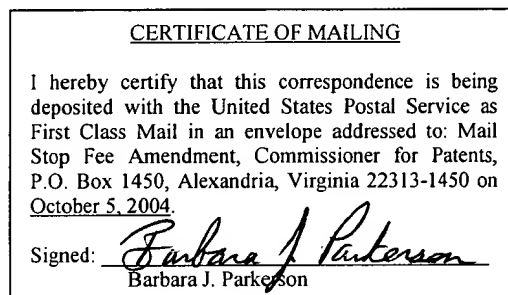 CERTIFICATE OF MAILING
I hereby certify that this correspondence is being
deposited with the United States Postal Service as
First Class Mail in an envelope addressed to: Mail
Stop Fee Amendment, Commissioner for Patents,
P.O. Box 1450, Alexandria, Virginia 22313-1450 on
October 5, 2004.
Signed: Barbara J Parkerson
Barbara J. Parkerson